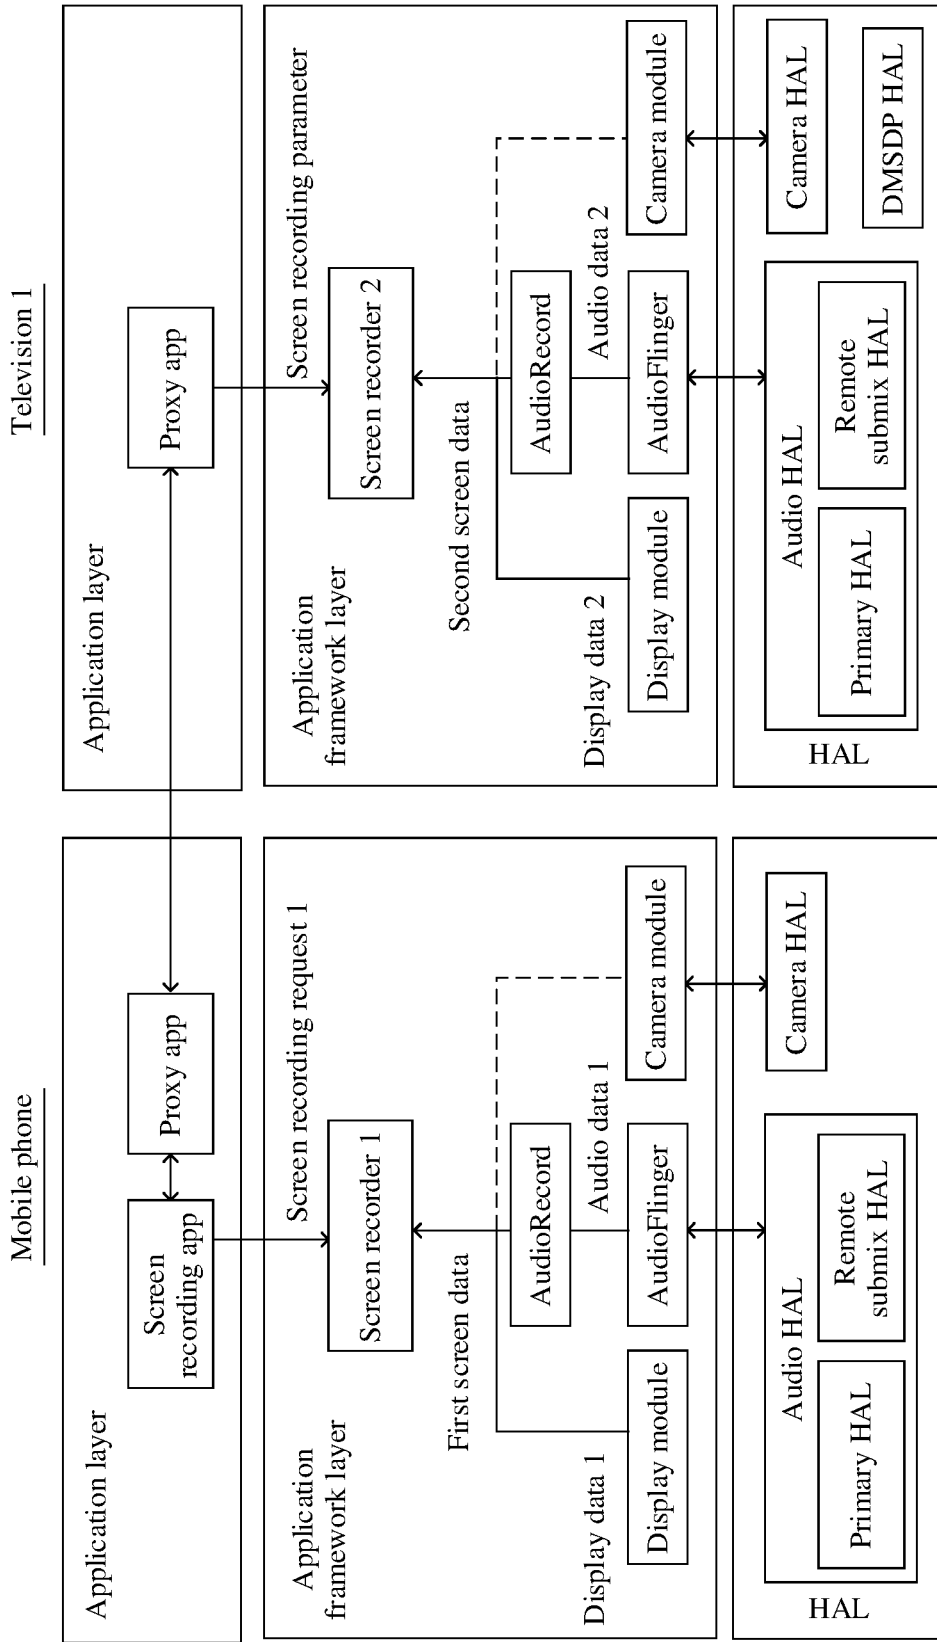 Mobile phone
Application layer
Screen
recording app
Proxy app
Screen recording request 1
Application
framework layer
Screen recorder 1
First screen data
AudioRecord
Display data 1
Audio data 1
Display module
AudioFlinger
Camera module
Audio HAL
Primary HAL
Remote
submix HAL
Camera HAL
HAL
Television 1
Application layer
Proxy app
Screen recording parameter
Application
framework layer
Screen recorder 2
Second screen data
AudioRecord
Display data 2
Audio data 2
Display module
AudioFlinger
Camera module
Audio HAL
Primary HAL
Remote
submix HAL
Camera HAL
DMSDP HAL
HAL